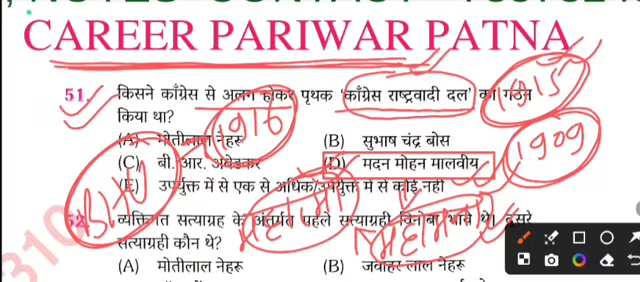 CAREER PARIWAR PATNA
51. किसने काँग्रेस से अलग होकर पृथक 'काँग्रेस राष्ट्रवादी दल' का गठन
किया था?
(A) मोतीलाल नेहरू (B) सुभाष चंद्र बोस
(C) बी. आर. अंबेडकर (D) मदन मोहन मालवीय
(E) उपर्युक्त में से एक से अधिक/उपर्युक्त में से कोई नहीं
52. व्यक्तिगत सत्याग्रह के अंतर्गत पहले सत्याग्रही विनोबा भावे थे। दूसरे
सत्याग्रही कौन थे?
(A) मोतीलाल नेहरू (B) जवाहर लाल नेहरू
1915
1916
1909
BHU
310